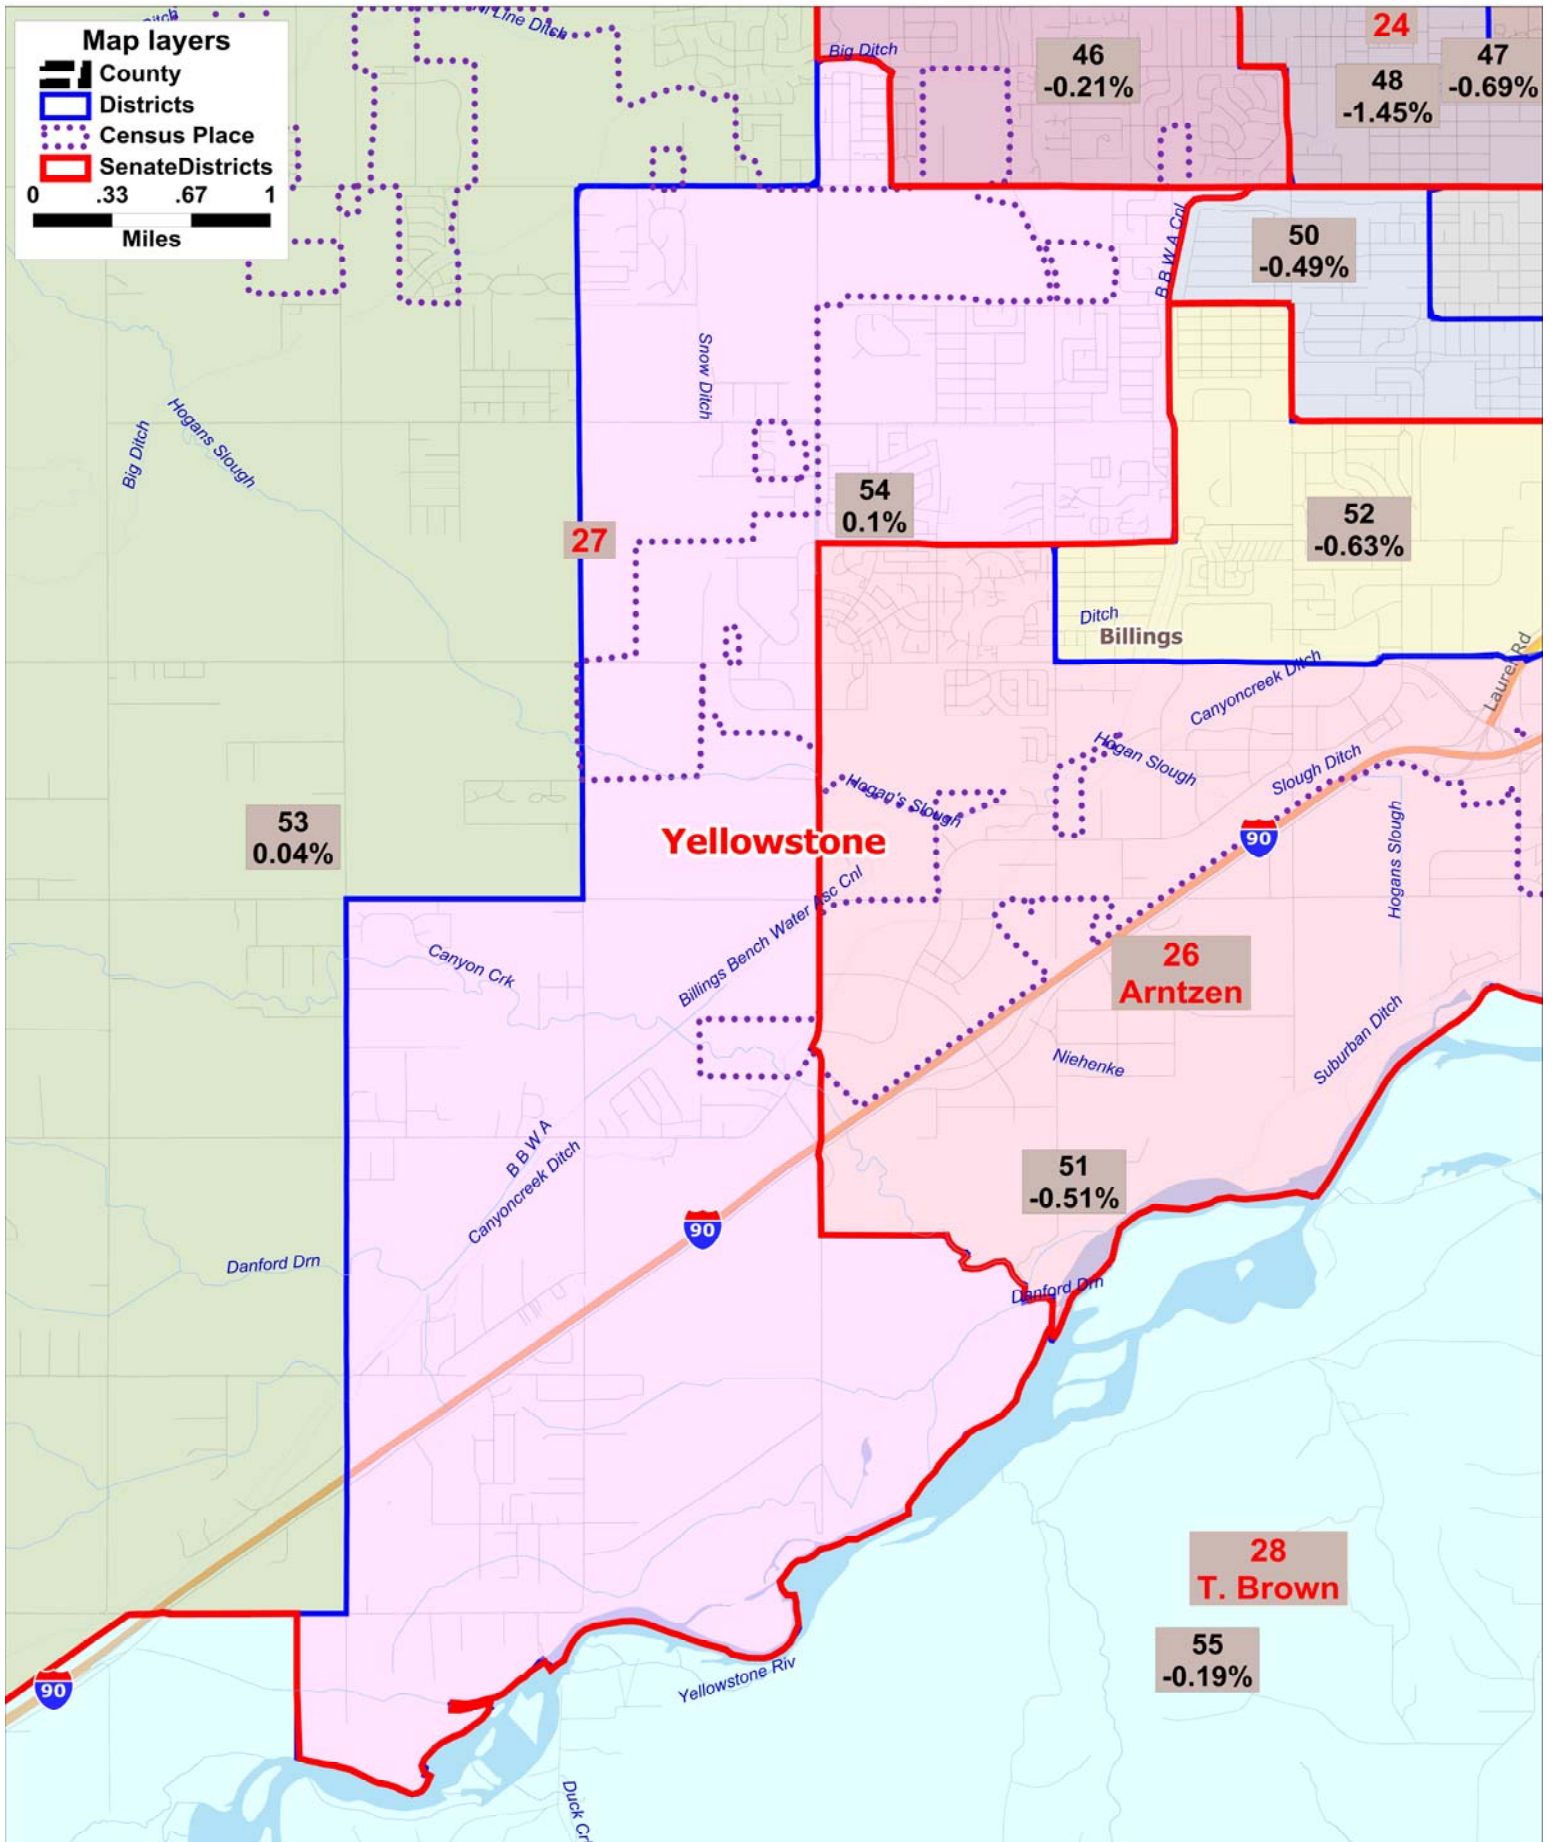 Map layers
County
Districts
Census Place
SenateDistricts
0 .33 .67 1
Miles
Line Ditch
Big Ditch
46
-0.21%
24
48
-1.45%
47
-0.69%
B B W A Cnl
50
-0.49%
Snow Ditch
Big Ditch
Hogans Slough
54
0.1%
27
52
-0.63%
Ditch
Billings
Canyoncreek Ditch
Laurel Rd
Hogan Slough
Slough Ditch
Hogan's Slough
53
0.04%
Yellowstone
90
Hogans Slough
Billings Bench Water Asc Cnl
Canyon Crk
26
Arntzen
Suburban Ditch
Niehenke
B B W A
Canyoncreek Ditch
51
-0.51%
90
Danford Drn
Danford Drn
28
T. Brown
55
-0.19%
Yellowstone Riv
90
Duck Cr